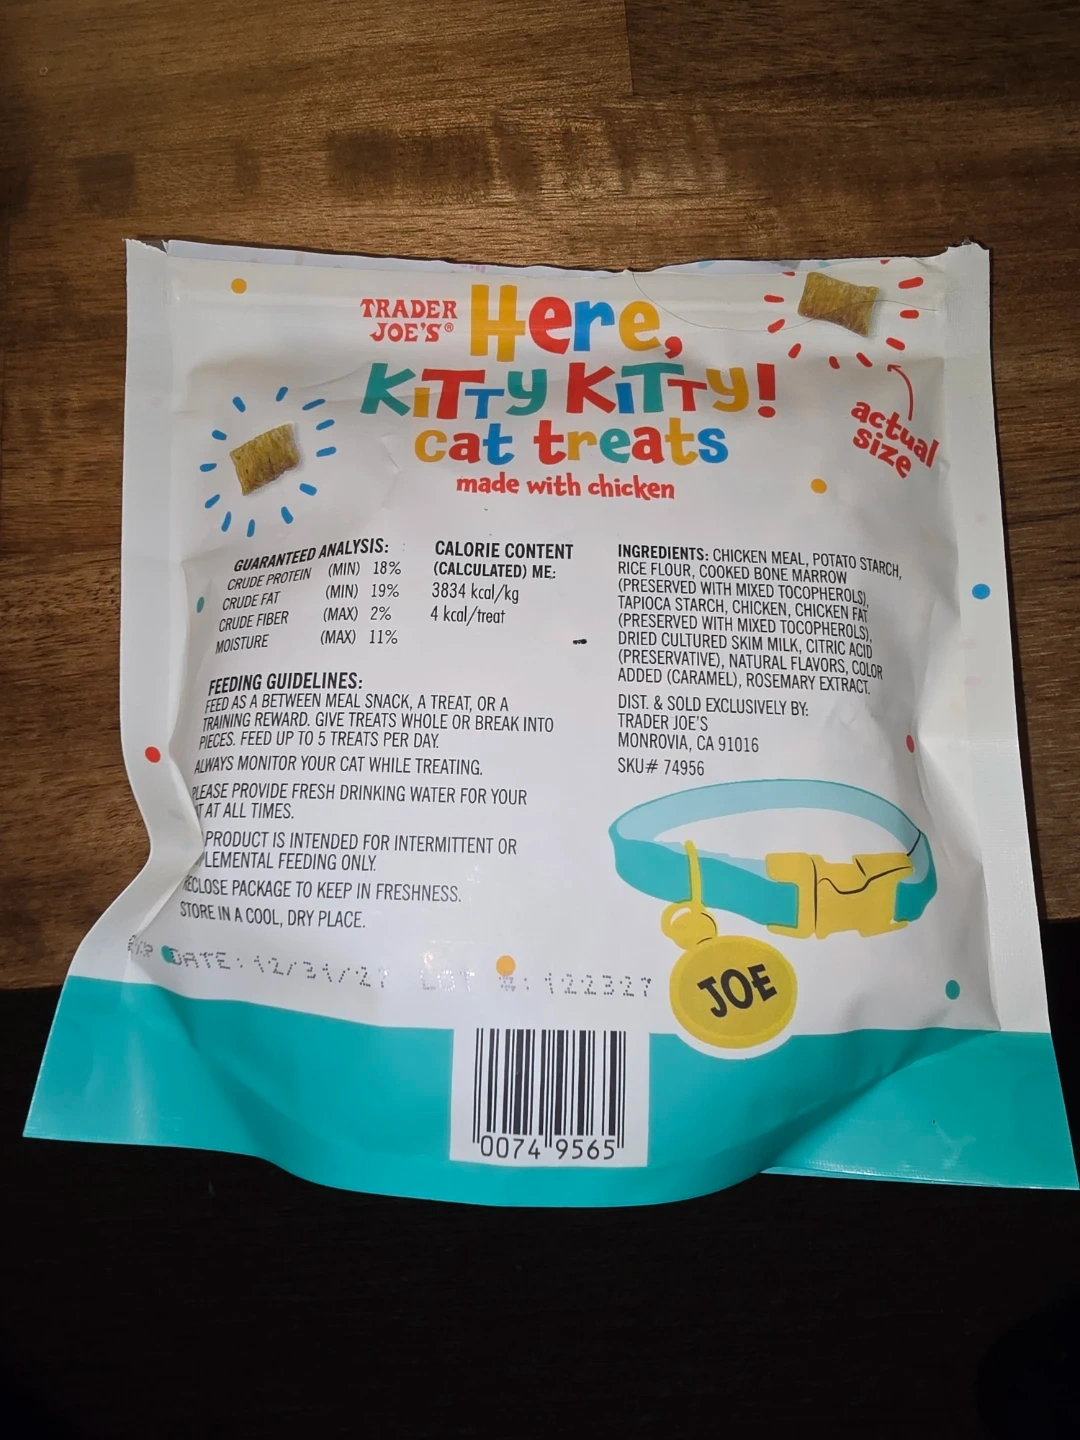 TRADER
JOE'S®
Here,
KITTY KITTY!
cat treats
made with chicken
actual
size
GUARANTEED ANALYSIS:
CRUDE PROTEIN (MIN) 18%
CRUDE FAT (MIN) 19%
CRUDE FIBER (MAX) 2%
MOISTURE (MAX) 11%
CALORIE CONTENT
(CALCULATED) ME:
3834 kcal/kg
4 kcal/treat
FEEDING GUIDELINES:
FEED AS A BETWEEN MEAL SNACK, A TREAT, OR A
TRAINING REWARD. GIVE TREATS WHOLE OR BREAK INTO
PIECES. FEED UP TO 5 TREATS PER DAY.
ALWAYS MONITOR YOUR CAT WHILE TREATING.
PLEASE PROVIDE FRESH DRINKING WATER FOR YOUR
AT ALL TIMES.
PRODUCT IS INTENDED FOR INTERMITTENT OR
LEMENTAL FEEDING ONLY.
RECLOSE PACKAGE TO KEEP IN FRESHNESS.
STORE IN A COOL, DRY PLACE.
INGREDIENTS: CHICKEN MEAL, POTATO STARCH,
RICE FLOUR, COOKED BONE MARROW
(PRESERVED WITH MIXED TOCOPHEROLS),
TAPIOCA STARCH, CHICKEN, CHICKEN FAT
(PRESERVED WITH MIXED TOCOPHEROLS),
DRIED CULTURED SKIM MILK, CITRIC ACID
(PRESERVATIVE), NATURAL FLAVORS, COLOR
ADDED (CARAMEL), ROSEMARY EXTRACT.
DIST. & SOLD EXCLUSIVELY BY:
TRADER JOE'S
MONROVIA, CA 91016
SKU# 74956
JOE
DATE: 12/31/2? LOT #: 122327
0074 9565